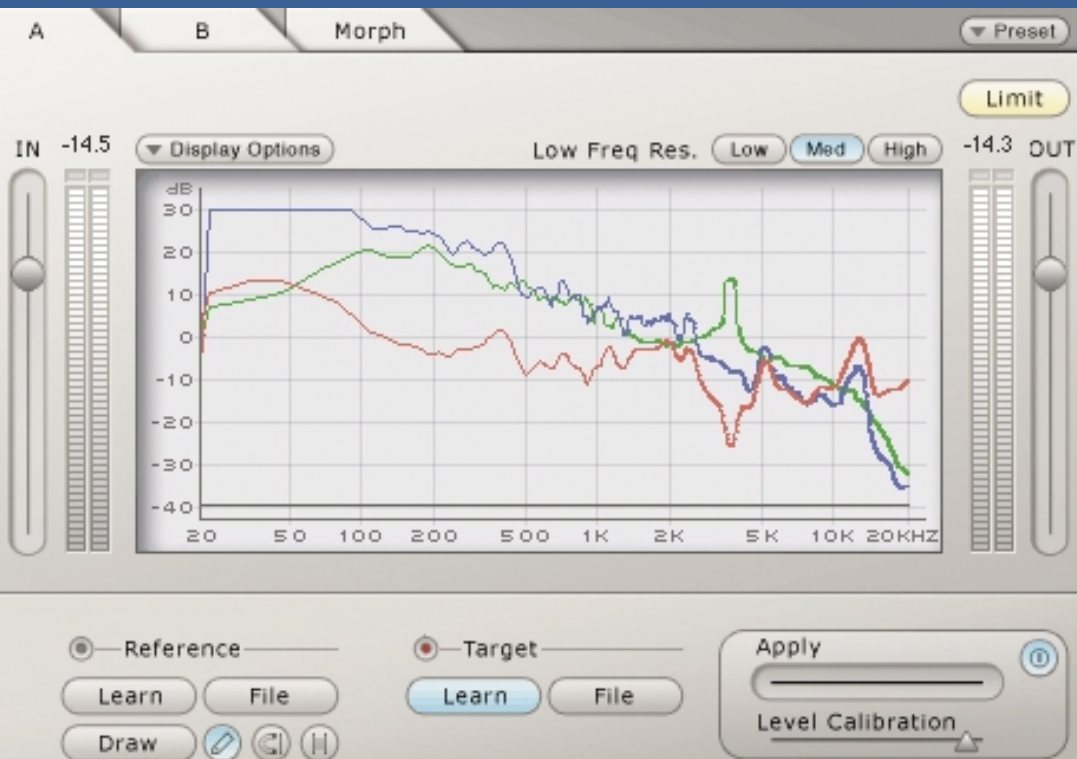 A B Morph Preset
Limit
IN -14.5 Display Options Low Freq Res. Low Med High -14.3 OUT
dB
30
20
10
0
-10
-20
-30
-40
20 50 100 200 500 1K 2K 5K 10K 20KHZ
Reference Target Apply
Learn File Learn File
Level Calibration
Draw